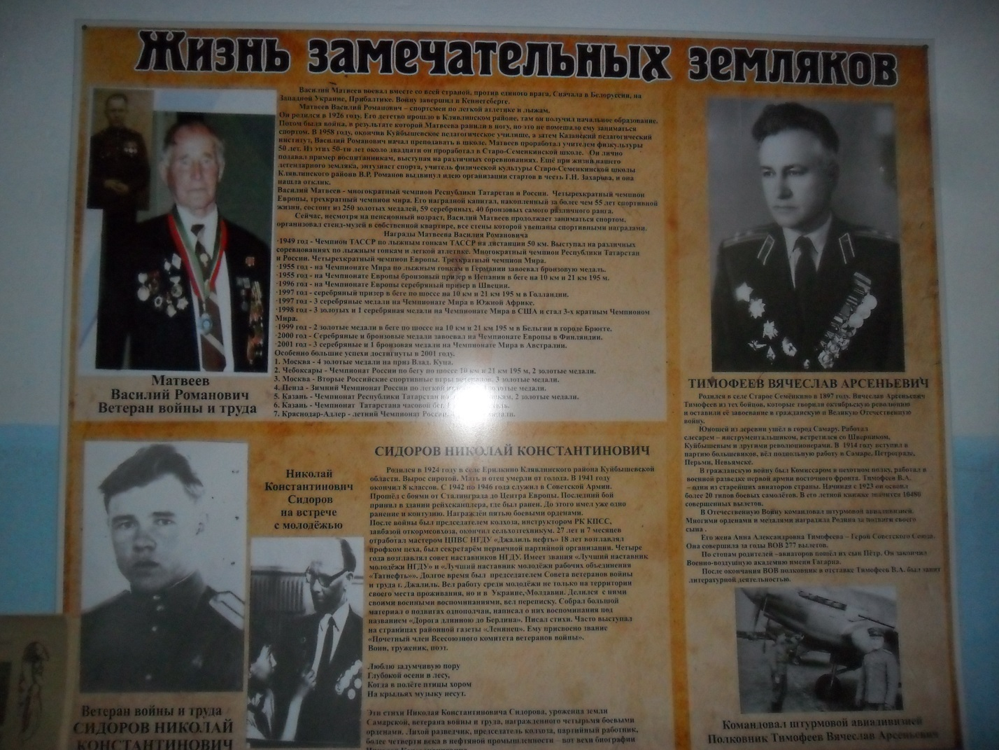 Жизнь замечательных земляков
Василий Матвеев воевал вместе со всей страной, против единого врага. Сначала в Белоруссии, на
Западной Украине, Прибалтике. Войну завершил в Кеннегсберге.
Матвеев Василий Романович – спортсмен по легкой атлетике и лыжам.
Он родился в 1926 году. Его детство прошло в Клявлинском районе, там он получил начальное образование.
Потом была война, в результате которой Матвеева ранили в ногу, но это не помешало ему заниматься
спортом. В 1958 году, окончив Куйбышевское педагогическое училище, а затем Казанский педагогический
институт, Василий Романович начал преподавать в школе. Матвеев проработал учителем физкультуры
50 лет. Из этих 50-ти лет около двадцати он проработал в Старо-Семенкинской школе. Он лично
подавал пример воспитанникам, выступая на различных соревнованиях. Ещё при жизни нашего
легендарного земляка, энтузиаст спорта, учитель физической культуры Старо-Семенкинской школы
Клявлинского района В.Р. Романов выдвинул идею организации стартов в честь Г.Н. Захарова, и она
нашла отклик.
Василий Матвеев - многократный чемпион Республики Татарстан и России. Четырехкратный чемпион
Европы, трехкратный чемпион мира. Его наградной капитал, накопленный за более чем 55 лет спортивной
жизни, состоит из 250 золотых медалей, 59 серебряных, 40 бронзовых самого различного ранга.
Сейчас, несмотря на пенсионный возраст, Василий Матвеев продолжает заниматься спортом,
организовал стенд-музей в собственной квартире, все стены которой увешаны спортивными наградами.
Награды Матвеева Василия Романовича
·1949 год - Чемпион ТАССР по лыжным гонкам ТАССР на дистанции 50 км. Выступал на различных
соревнованиях по лыжным гонкам и легкой атлетике. Многократный чемпион Республики Татарстан
и России. Четырехкратный чемпион Европы. Трехкратный чемпион Мира.
·1955 год - на Чемпионате Мира по лыжным гонкам в Германии завоевал бронзовую медаль.
·1955 год - на Чемпионате Европы бронзовый призер в Испании в беге на 10 км и 21 км 195 м.
·1996 год - на Чемпионате Европы серебряный призер в Швеции.
·1997 год - серебряный призер в беге по шоссе на 10 км и 21 км 195 м в Голландии.
·1997 год - 3 серебряные медали на Чемпионате Мира в Южной Африке.
·1998 год - 3 золотых и 1 серебряная медали на Чемпионате Мира в США и стал 3-х кратным Чемпионом
Мира.
·1999 год - 2 золотые медали в беге по шоссе на 10 км и 21 км 195 м в Бельгии в городе Брюгге.
·2000 год - Серебряные и бронзовые медали завоевал на Чемпионате Европы в Финляндии.
·2001 год - 3 серебряные и 1 бронзовая медали на Чемпионате Мира в Австралии.
Особенно большие успехи достигнуты в 2001 году.
1. Москва - 4 золотые медали на приз Влад. Куца.
2. Чебоксары - Чемпионат России по бегу по шоссе 10 км и 21 км 195 м, 2 золотые медали.
3. Москва - Вторые Российские спортивные игры ветеранов, 3 золотые медали.
4. Пенза - Зимний Чемпионат России по легкой золотые медали.
5. Казань - Чемпионат Республики Татарстан 2 золотые медали.
6. Казань - Чемпионат Татарстана часовой бег.
7. Краснодар-Адлер - летний Чемпионат России. медали.
Матвеев
Василий Романович
Ветеран войны и труда
ТИМОФЕЕВ ВЯЧЕСЛАВ АРСЕНЬЕВИЧ
Родился в селе Старое Семёнкино в 1897 году. Вячеслав Арсеньевич
Тимофеев из тех бойцов, которые творили октябрьскую революцию
и оставили её завоевание в гражданскую и Великую Отечественную
войну.
Юношей из деревни ушёл в город Самару. Работал
слесарем – инструментальщиком, встретился со Шверником,
Куйбышевым и другими революционерами. В 1914 году вступил в
партию большевиков, вёл подпольную работу в Самаре, Петрограде,
Перьми, Невьянске.
В гражданскую войну был Комиссаром в пехотном полку, работал в
военной разведке первой армии восточного фронта. Тимофеев В.А.
– один из старейших авиаторов страны. Начиная с 1923 он освоил
более 20 типов боевых самолётов. В его летной книжке значится 10480
совершенных вылетов.
В Отечественную Войну командовал штурмовой авиадивизией.
Многими орденами и медалями наградила Родина за подвиги своего
сына .
Его жена Анна Александровна Тимофеева – Герой Советского Союза.
Она совершила за годы ВОВ 277 вылетов.
По стопам родителей –авиаторов пошёл их сын Пётр. Он закончил
Военно-воздушную академию имени Гагарина.
После окончания ВОВ полковник в отставке Тимофеев В.А. был занят
литературной деятельностью.
Командовал штурмовой авиадивизией
Полковник Тимофеев Вячеслав Арсеньевич
СИДОРОВ НИКОЛАЙ КОНСТАНТИНОВИЧ
Родился в 1924 году в селе Ерилкино Клявлинского района Куйбышевской
области. Вырос сиротой. Мать и отец умерли от голода. В 1941 году
окончил 8 классов. С 1942 по 1946 года служил в Советской Армии.
Прошёл с боями от Сталинграда до Центра Европы. Последний бой
принял в здании рейхсканцлера, где был ранен. До этого имел уже одно
ранение и контузию. Награждён пятью боевыми орденами.
После войны был председателем колхоза, инструктором РК КПСС,
завбазой откормсовхоза, окончил сельхозтехникум. 27 лет и 7 месяцев
отработал мастером ЦПВС НГДУ «Джалиль нефть» 18 лет возглавлял
профком цеха, был секретарём первичной партийной организации. Четыре
года возглавлял совет наставников НГДУ. Имеет звания «Лучший наставник
молодёжи НГДУ» и «Лучший наставник молодёжи рабочих объединения
«Татнефть»». Долгое время был председателем Совета ветеранов войны
и труда г. Джалиль. Вел работу среди молодёжи не только на территории
своего места проживания, но и в Украине, Молдавии. Делился с ними
своими военными воспоминаниями, вел переписку. Собрал большой
материал о подвигах однополчан, написал о них воспоминания под
названием «Дорога длинною до Берлина». Писал стихи. Часто выступал
на страницах районной газеты «Ленинец». Ему присвоено звание
«Почетный член Всесоюзного комитета ветеранов войны».
Воин, труженик, поэт.
Люблю задумчивую пору
Глубокой осени в лесу,
Когда в полёте птицы хором
На крыльях музыку несут.
Эти стихи Николая Константиновича Сидорова, уроженца земли
Самарской, ветерана войны и труда, награжденного четырьмя боевыми
орденами. Лихой разведчик, председатель колхоза, партийный работник,
более четверти века в нефтяной промышленности – вот вехи биографии
Николай
Константинович
Сидоров
на встрече
с молодёжью
Ветеран войны и труда
СИДОРОВ НИКОЛАЙ
КОНСТАНТИНОВИЧ